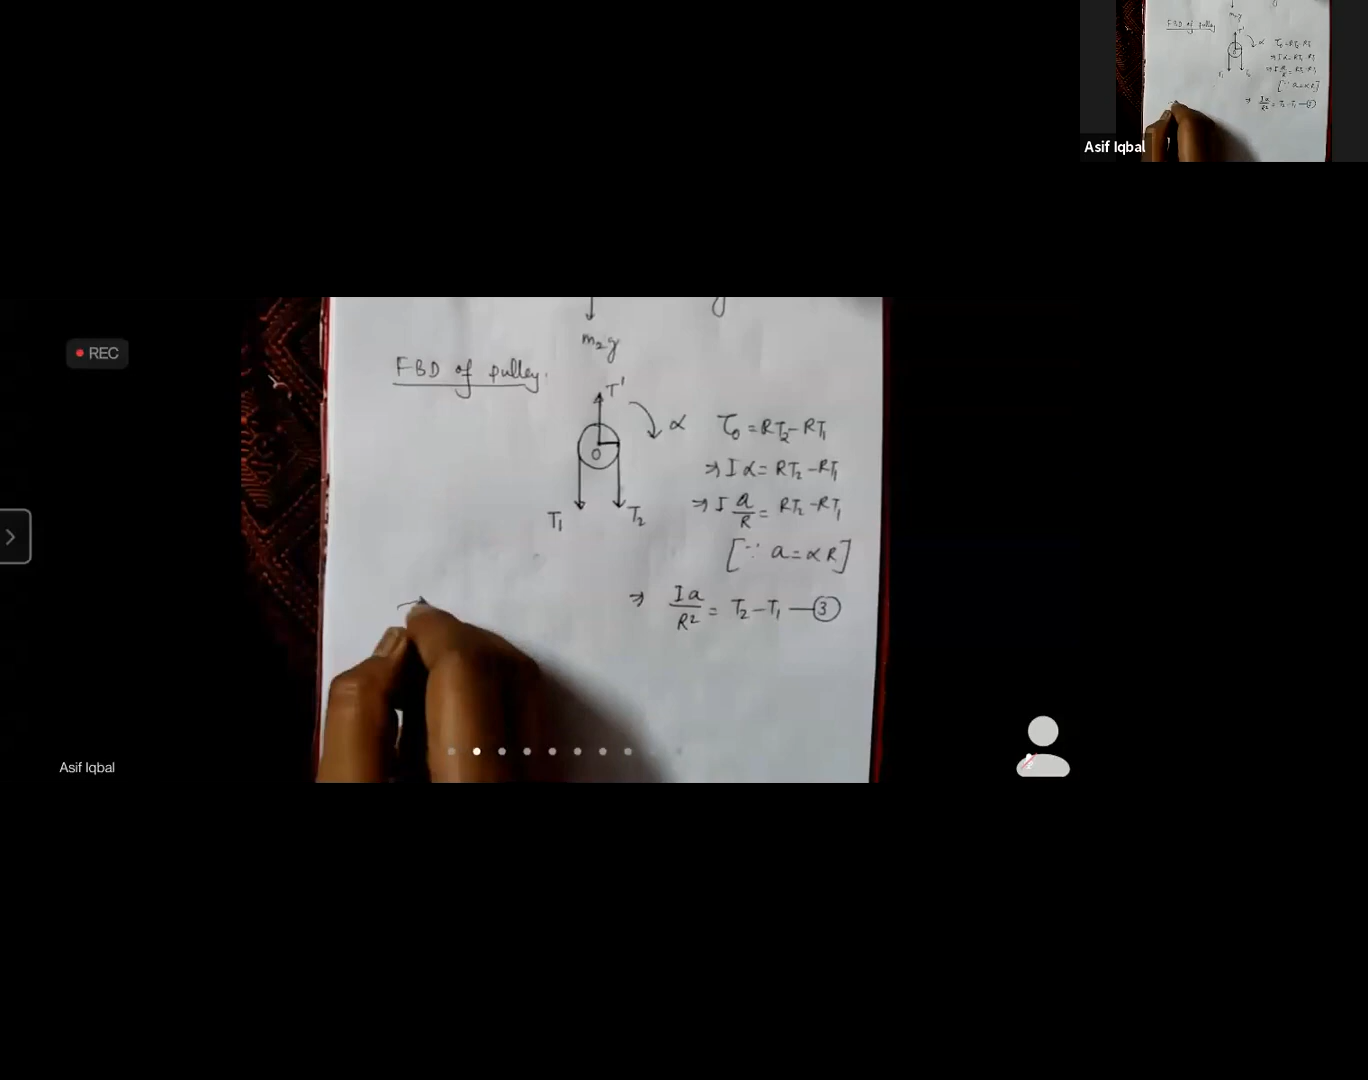 Asif Iqbal
REC
m₂g
FBD of pulley.
T'
α
O
T₁
T₂
τ₀ = RT₂ - RT₁
⇒ Iα = RT₂ - RT₁
⇒ I a/R = RT₂ - RT₁
[∵ a = αR]
⇒ Ia/R² = T₂ - T₁ —③
Asif Iqbal